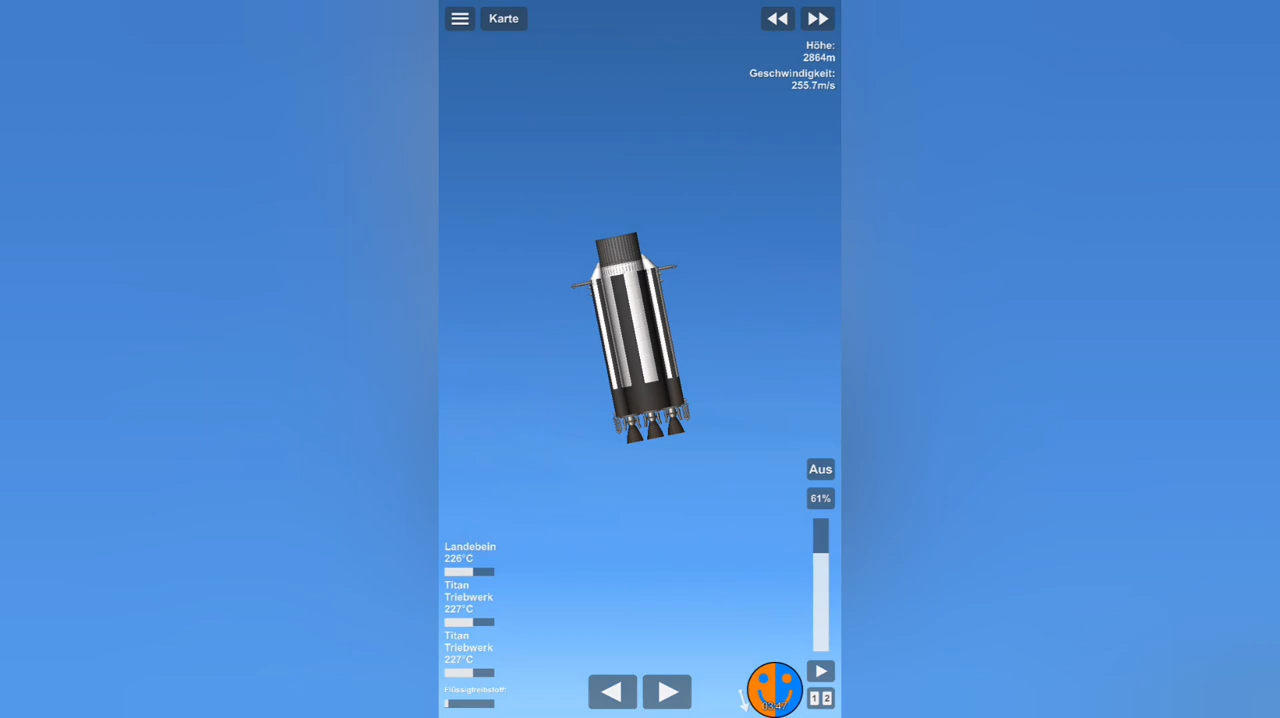 Karte
Höhe:
2864m
Geschwindigkeit:
255.7m/s
Aus
61%
Landebein
226°C
Titan
Triebwerk
227°C
Titan
Triebwerk
227°C
Flüssigtreibstoff:
1 2